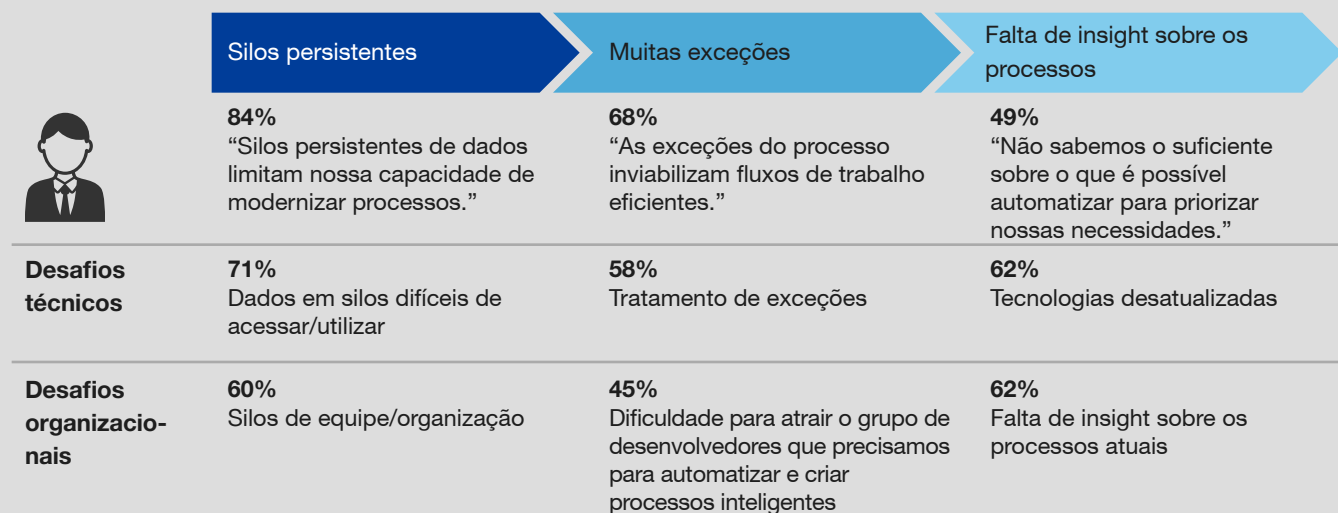 Silos persistentes
Muitas exceções
Falta de insight sobre os
processos
84%
“Silos persistentes de dados
limitam nossa capacidade de
modernizar processos.”
68%
“As exceções do processo
inviabilizam fluxos de trabalho
eficientes.”
49%
“Não sabemos o suficiente
sobre o que é possível
automatizar para priorizar
nossas necessidades.”
Desafios
técnicos
71%
Dados em silos difíceis de
acessar/utilizar
58%
Tratamento de exceções
62%
Tecnologias desatualizadas
Desafios
organizacio-
nais
60%
Silos de equipe/organização
45%
Dificuldade para atrair o grupo de
desenvolvedores que precisamos
para automatizar e criar
processos inteligentes
62%
Falta de insight sobre os
processos atuais